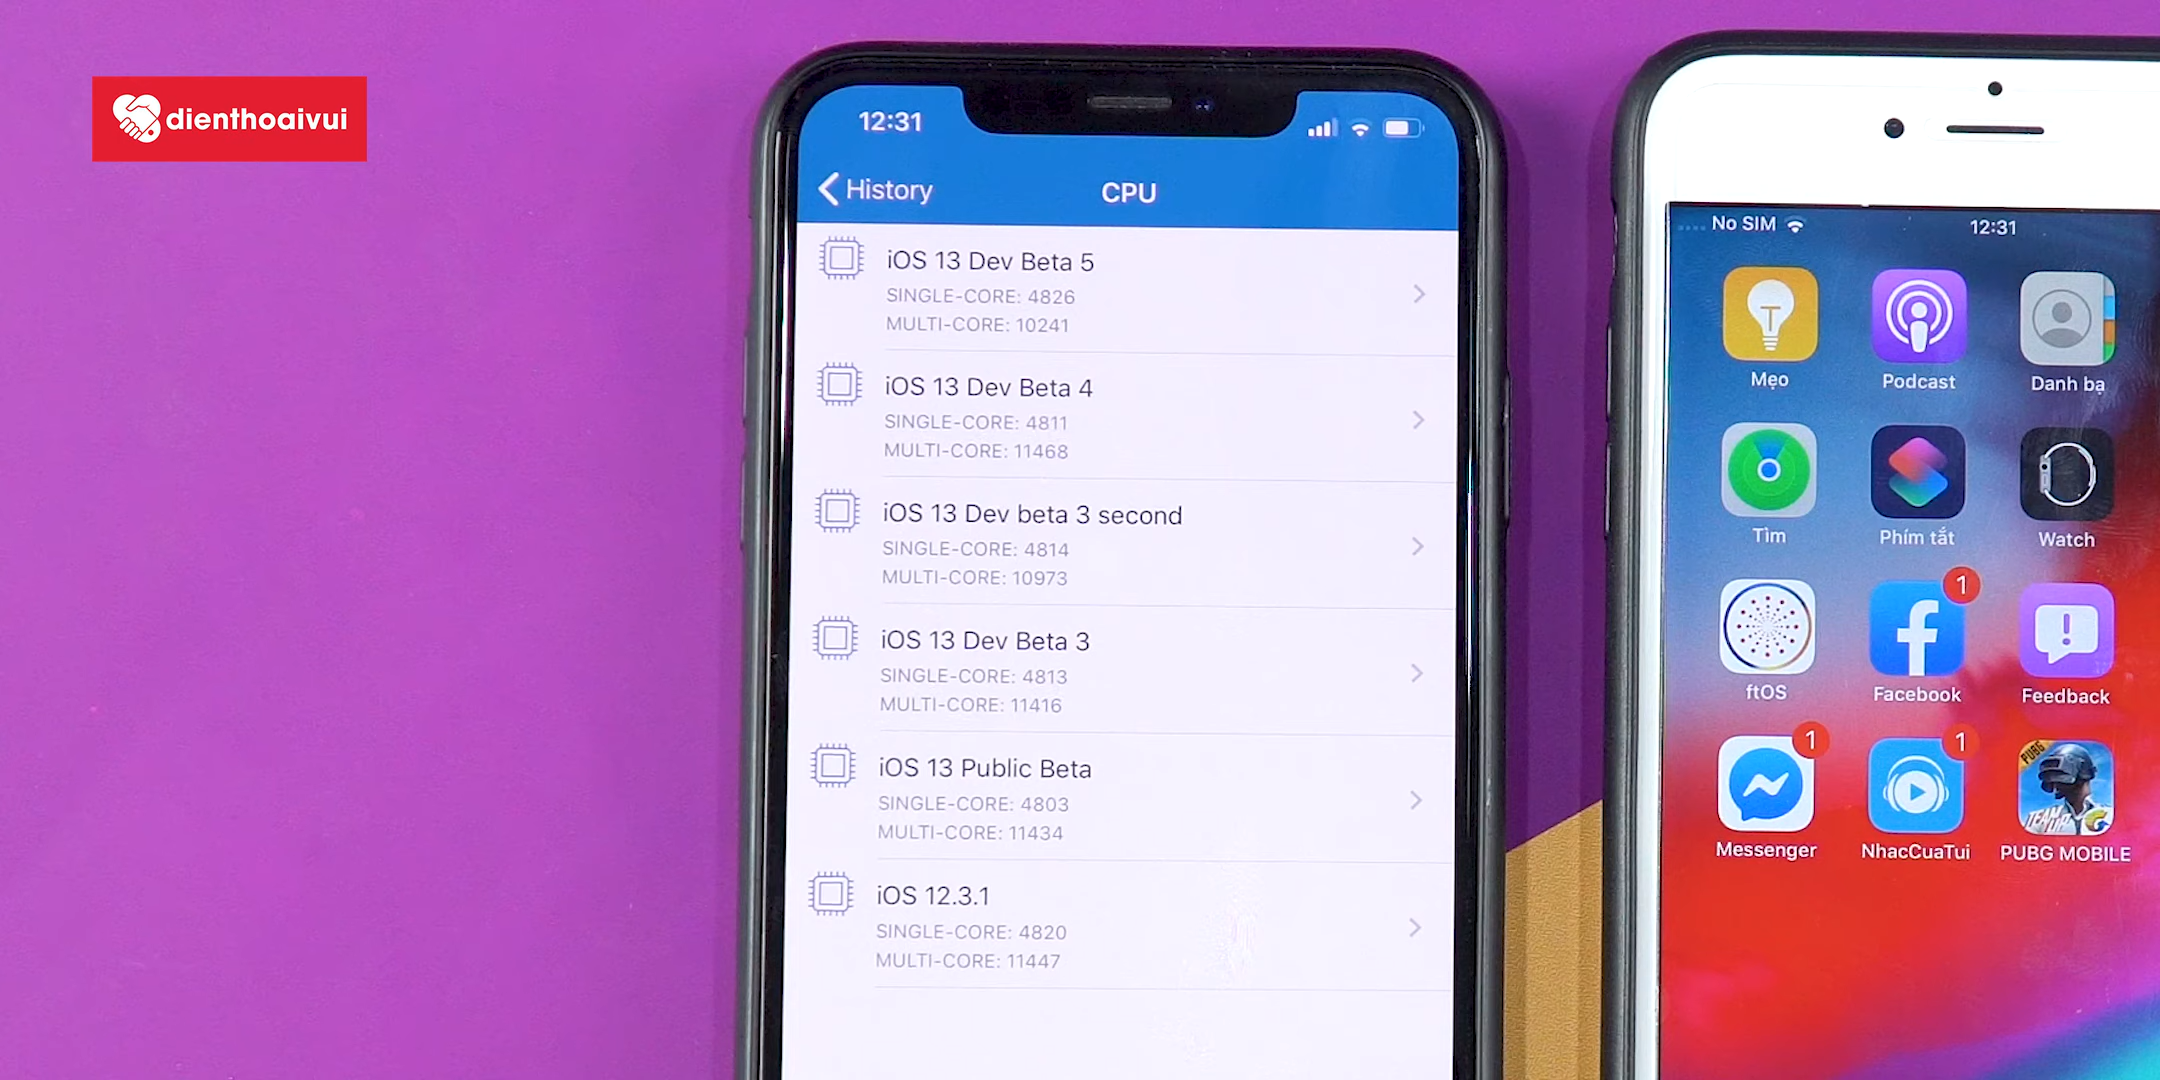 dienthoaivui
12:31
History
CPU
iOS 13 Dev Beta 5
SINGLE-CORE: 4826
MULTI-CORE: 10241
iOS 13 Dev Beta 4
SINGLE-CORE: 4811
MULTI-CORE: 11468
iOS 13 Dev beta 3 second
SINGLE-CORE: 4814
MULTI-CORE: 10973
iOS 13 Dev Beta 3
SINGLE-CORE: 4813
MULTI-CORE: 11416
iOS 13 Public Beta
SINGLE-CORE: 4803
MULTI-CORE: 11434
iOS 12.3.1
SINGLE-CORE: 4820
MULTI-CORE: 11447
No SIM 12:31
Mẹo Podcast Danh bạ
Tìm Phím tắt Watch
1
ftOS Facebook Feedback
1 1
PUBG
TEAM UP
Messenger NhacCuaTui PUBG MOBILE